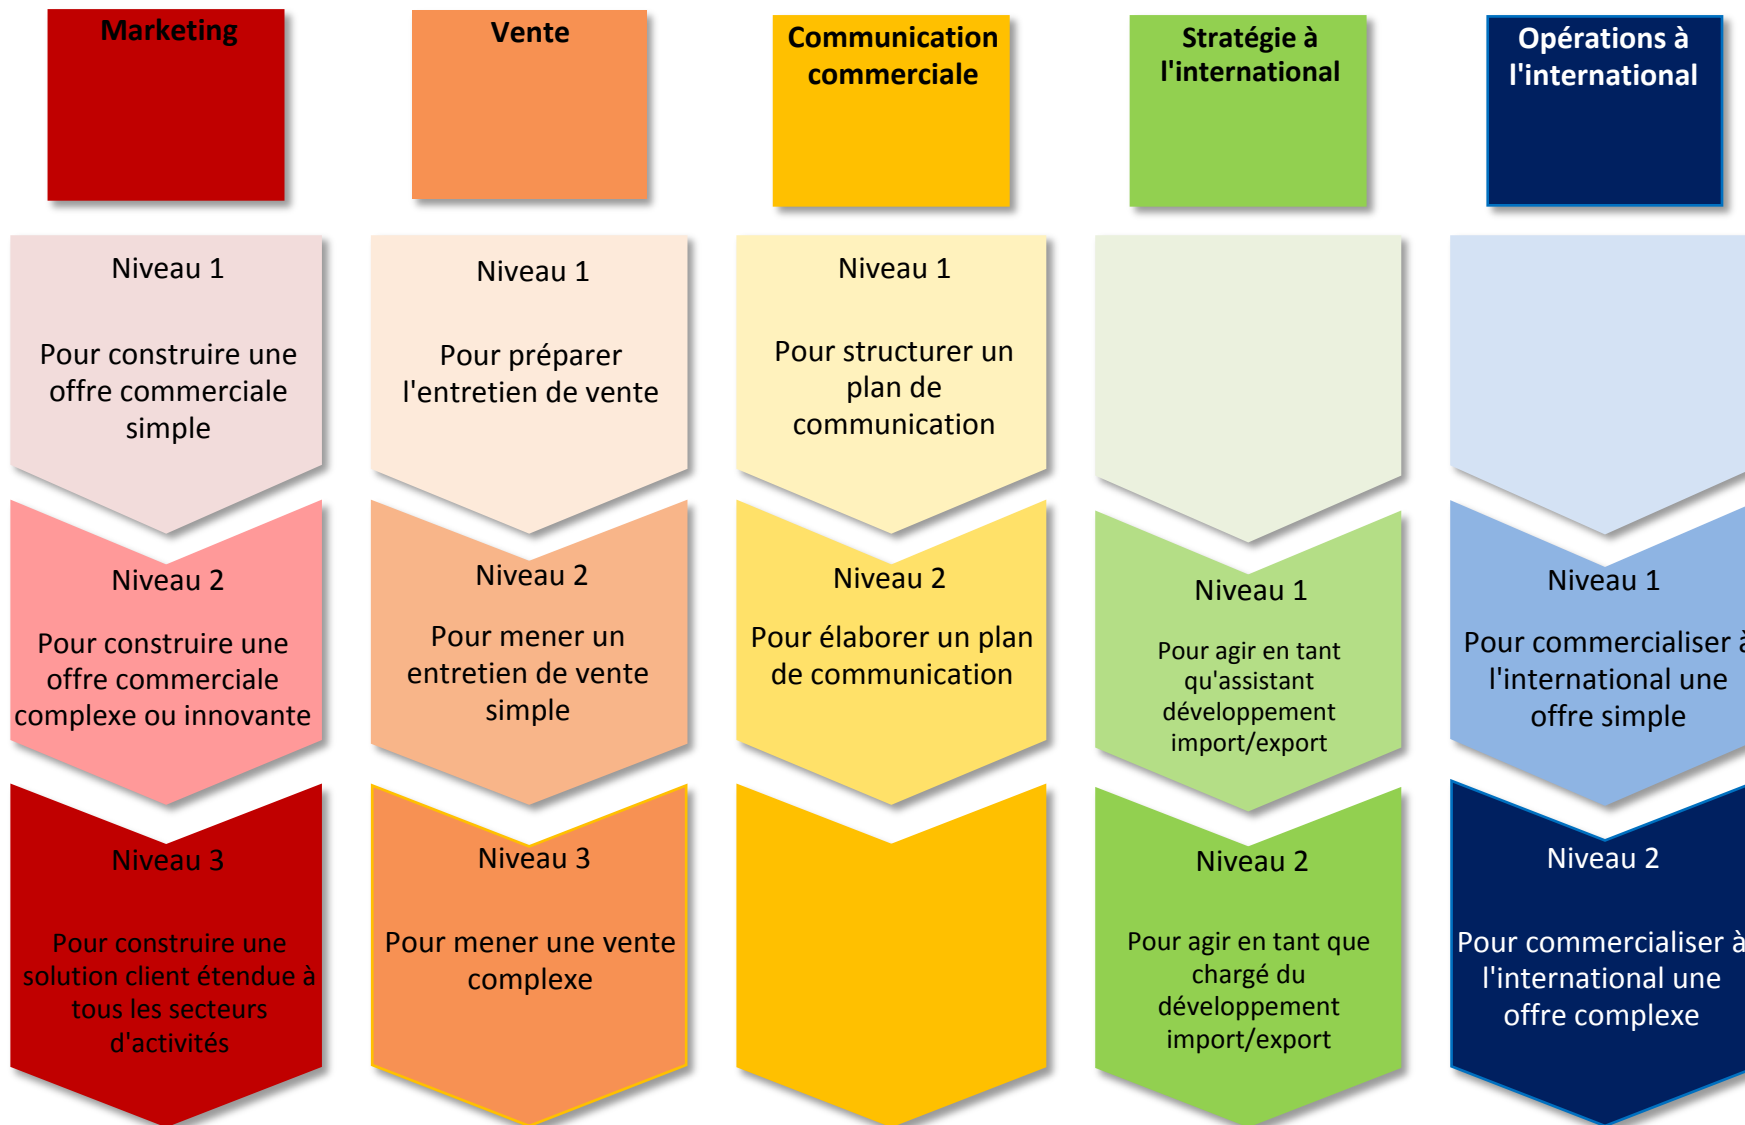 Marketing
Vente
Communication
commerciale
Stratégie à
l'international
Opérations à
l'international
Niveau 1
Pour construire une
offre commerciale
simple
Niveau 1
Pour préparer
l'entretien de vente
Niveau 1
Pour structurer un
plan de
communication
Niveau 2
Pour construire une
offre commerciale
complexe ou innovante
Niveau 2
Pour mener un
entretien de vente
simple
Niveau 2
Pour élaborer un plan
de communication
Niveau 1
Pour agir en tant
qu'assistant
développement
import/export
Niveau 1
Pour commercialiser à
l'international une
offre simple
Niveau 3
Pour construire une
solution client étendue à
tous les secteurs
d'activités
Niveau 3
Pour mener une vente
complexe
Niveau 2
Pour agir en tant que
chargé du
développement
import/export
Niveau 2
Pour commercialiser à
l'international une
offre complexe